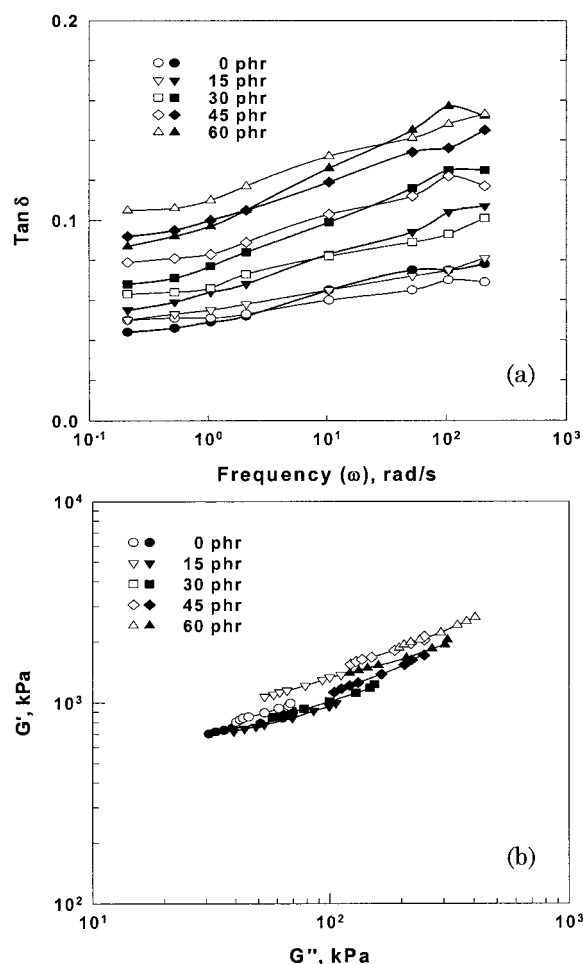 0.2
0 phr
15 phr
30 phr
45 phr
60 phr
Tan δ
0.1
(a)
0.0
10⁻¹ 10⁰ 10¹ 10² 10³
Frequency (ω), rad/s
10⁴
0 phr
15 phr
30 phr
45 phr
60 phr
G', kPa
10³
(b)
10²
10¹ 10² 10³
G", kPa